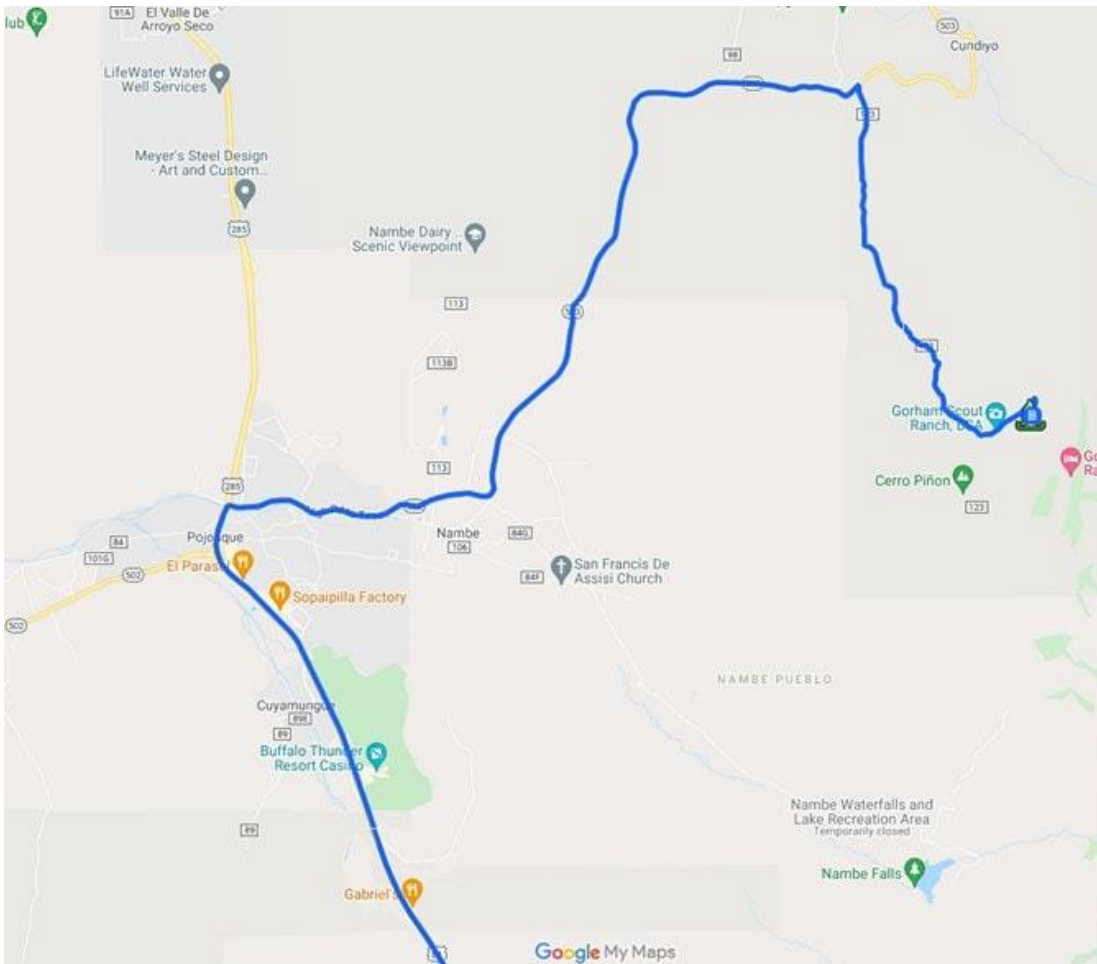 lub
91A
El Valle De
Arroyo Seco
503
Cundiyo
LifeWater Water
Well Services
98
Meyer's Steel Design
- Art and Custom...
285
Nambe Dairy ..
Scenic Viewpoint
113
113B
Gorham Scout
Ranch, BSA
113
Cerro Piñon
123
285
Pojoaque
Nambe
106
84G
84
101G
502
El Parasol
84F
San Francis De
Assisi Church
Sopaipilla Factory
502
NAMBE PUEBLO
Cuyamungue
89E
89
Buffalo Thunder
Resort Casino
89
Nambe Waterfalls and
Lake Recreation Area
Temporarily closed
Nambe Falls
Gabriel's
Google My Maps